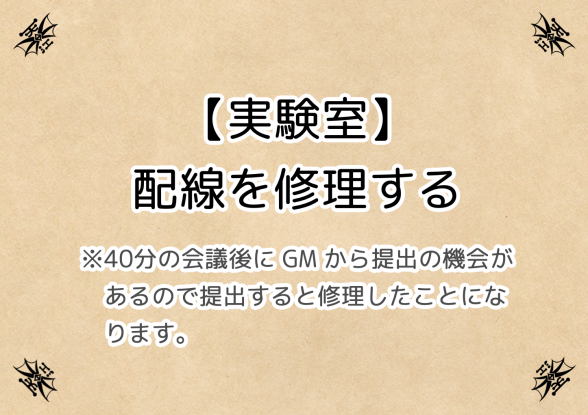 【実験室】
配線を修理する
※40分の会議後に GM から提出の機会が
あるので提出すると修理したことにな
ります。